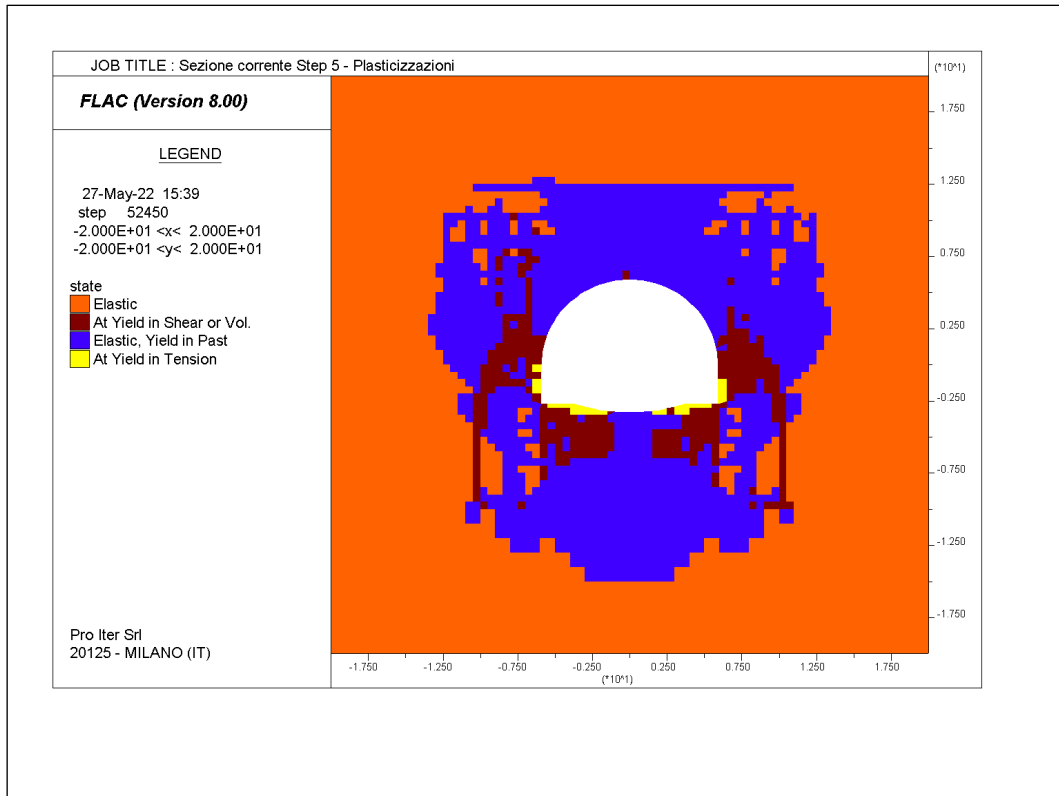 JOB TITLE : Sezione corrente Step 5 - Plasticizzazioni
(*10^1)
FLAC (Version 8.00)
LEGEND
27-May-22 15:39
step 52450
-2.000E+01 <x< 2.000E+01
-2.000E+01 <y< 2.000E+01
state
Elastic
At Yield in Shear or Vol.
Elastic, Yield in Past
At Yield in Tension
Pro Iter Srl
20125 - MILANO (IT)
1.750
1.250
0.750
0.250
-0.250
-0.750
-1.250
-1.750
-1.750 -1.250 -0.750 -0.250 0.250 0.750 1.250 1.750
(*10^1)